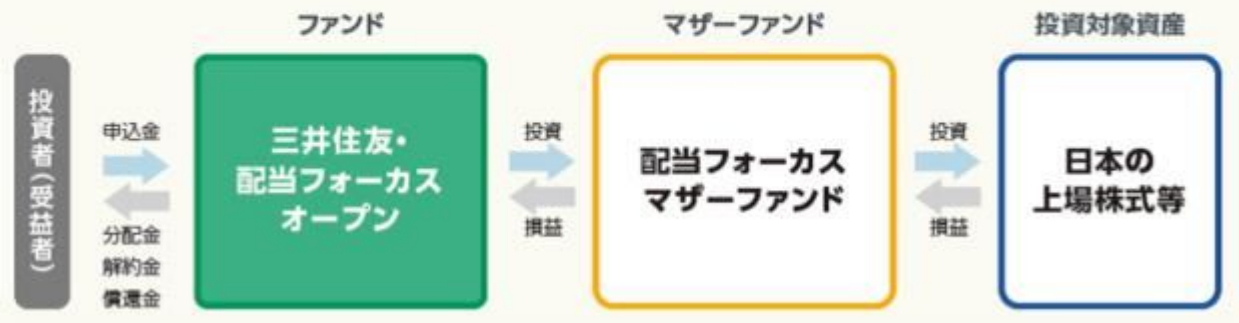 ファンド
マザーファンド
投資対象資産
投資者(受益者)
申込金
分配金
解約金
償還金
三井住友・
配当フォーカス
オープン
投資
損益
配当フォーカス
マザーファンド
投資
損益
日本の
上場株式等